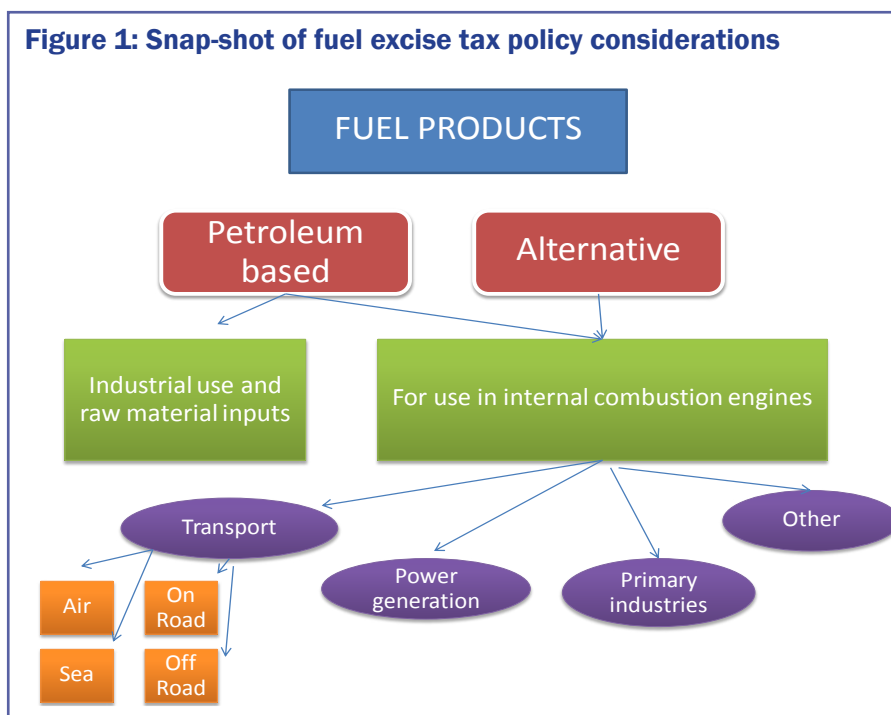 Figure 1: Snap-shot of fuel excise tax policy considerations
FUEL PRODUCTS
Petroleum
based
Alternative
Industrial use and
raw material inputs
For use in internal combustion engines
Transport
Other
Power
generation
Primary
industries
Air
On
Road
Sea
Off
Road